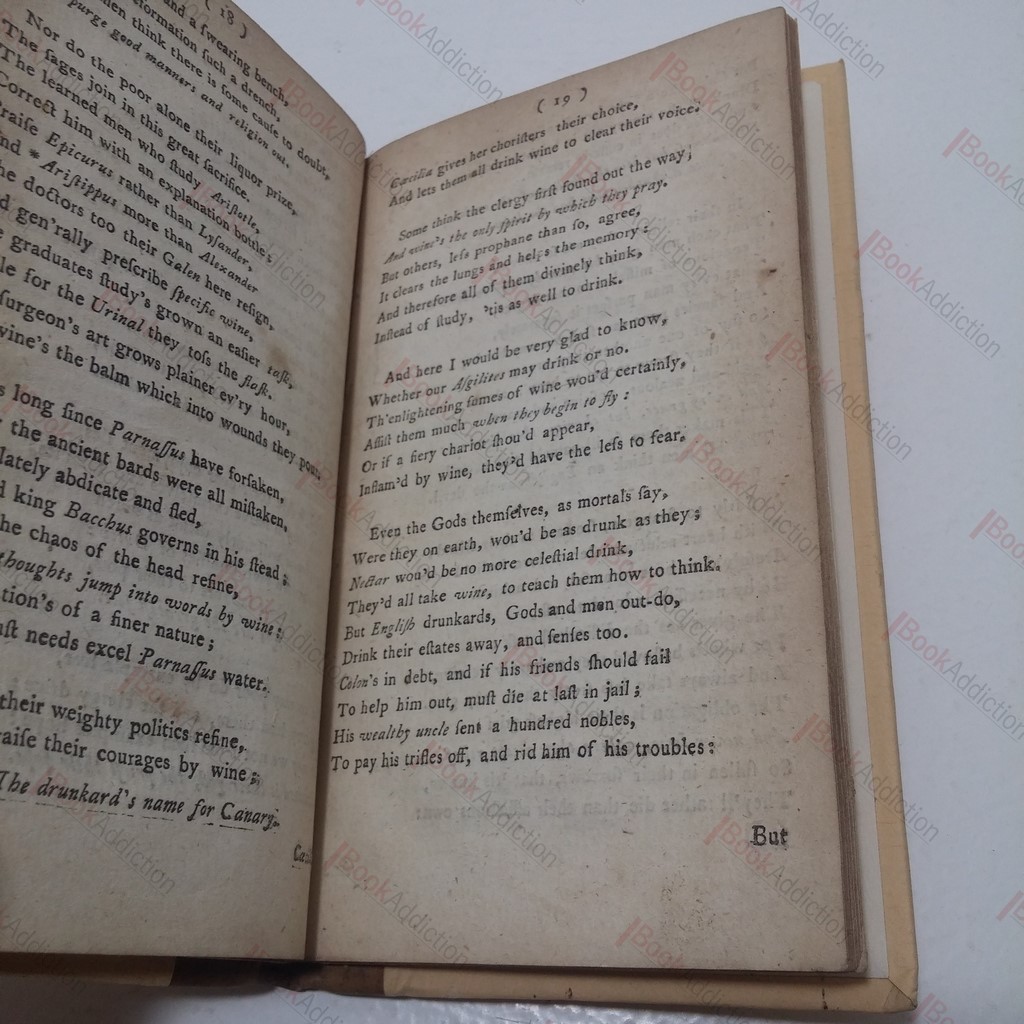 ( 18 )
and a swearing bench,
reformation ſuch a drench,
men think there is ſome cauſe to doubt,
purge good manners and religion out.
Nor do the poor alone their liquor prize,
The ſages join in this great ſacrifice.
The learned men who ſtudy Ariſtotle,
Correct him with an explanation bottle;
Praiſe Epicurus rather than Lyſander,
And * Ariſtippus more than Alexander
The doctors too their Galen here reſign,
nd gen'rally preſcribe ſpecific wine,
e graduates ſtudy's grown an eaſier taſk,
le for the Urinal they toſs the flaſk.
ſurgeon's art grows plainer ev'ry hour,
wine's the balm which into wounds they pour.
s long ſince Parnaſſus have forſaken,
the ancient bards were all miſtaken,
lately abdicate and fled,
d king Bacchus governs in his ſtead;
he chaos of the head refine,
thoughts jump into words by wine:
tion's of a finer nature;
uſt needs excel Parnaſſus water.
their weighty politics refine,
raiſe their courages by wine;
The drunkard's name for Canary.
Cæci
( 19 )
Cæcilia gives her choriſters their choice,
And lets them all drink wine to clear their voice.
Some think the clergy firſt found out the way;
And wine's the only ſpirit by which they pray.
But others, leſs prophane than ſo, agree,
It clears the lungs and helps the memory:
And therefore all of them divinely think,
Inſtead of ſtudy, 'tis as well to drink.
And here I would be very glad to know,
Whether our Aſgilites may drink or no.
Th'enlightening fumes of wine wou'd certainly,
Aſſiſt them much when they begin to fly:
Or if a fiery chariot ſhou'd appear,
Inflam'd by wine, they'd have the leſs to fear.
Even the Gods themſelves, as mortals ſay,
Were they on earth, wou'd be as drunk as they;
Nectar wou'd be no more celeſtial drink,
They'd all take wine, to teach them how to think.
But Engliſh drunkards, Gods and men out-do,
Drink their eſtates away, and ſenſes too.
Colon's in debt, and if his friends ſhould fail
To help him out, muſt die at laſt in jail;
His wealthy uncle ſent a hundred nobles,
To pay his trifles off, and rid him of his troubles:
But